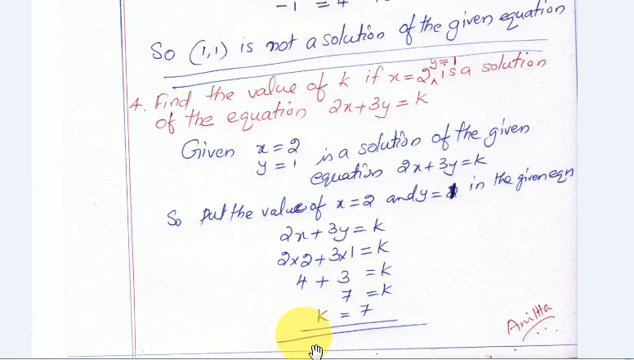 -1 = 4
So (1,1) is not a solution of the given equation
4. Find the value of k if x=2, y=1 is a solution
of the equation 2x+3y=k
Given x=2
y=1 is a solution of the given
equation 2x+3y=k
So Put the value of x=2 and y=1 in the given eqn
2x+3y=k
2×2+3×1=k
4+3 =k
7 =k
k = 7
Anitta